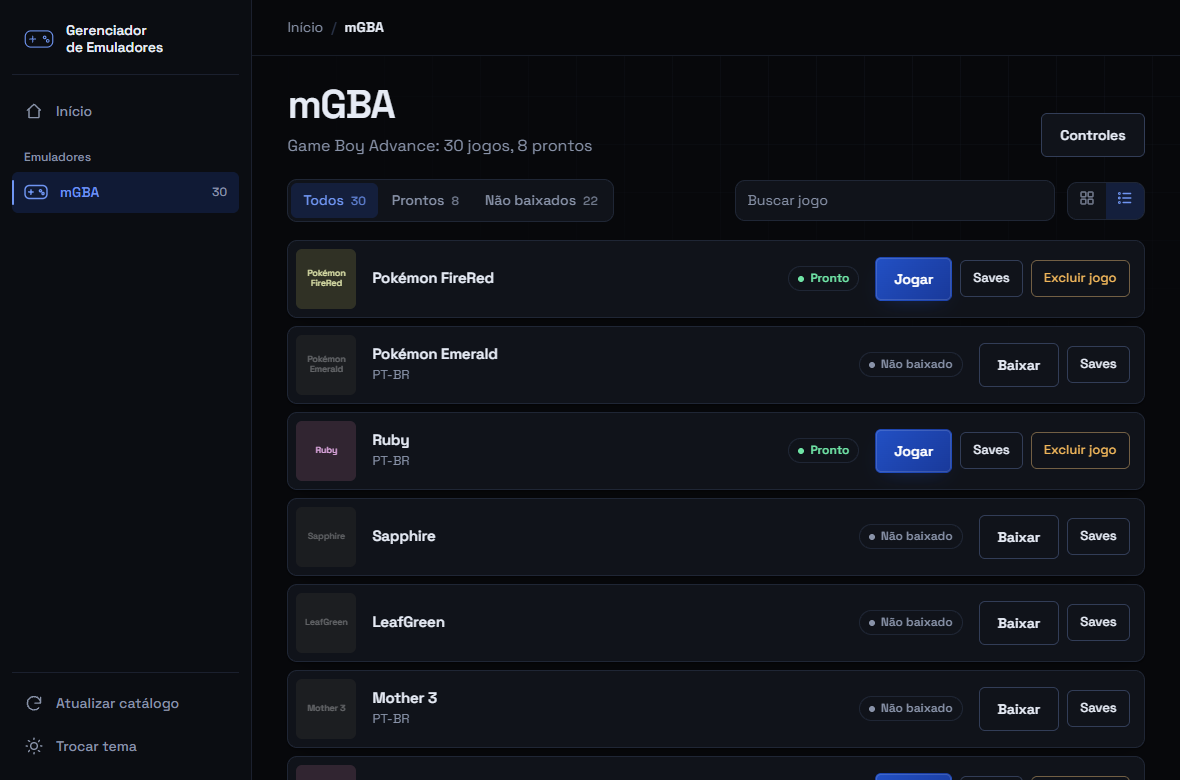 Gerenciador
de Emuladores
Início
Emuladores
mGBA 30
Atualizar catálogo
Trocar tema
Início / mGBA
mGBA
Game Boy Advance: 30 jogos, 8 prontos
Controles
Todos 30 Prontos 8 Não baixados 22
Buscar jogo
Pokémon
FireRed
Pokémon FireRed
Pronto
Jogar
Saves
Excluir jogo
Pokémon
Emerald
Pokémon Emerald
PT-BR
Não baixado
Baixar
Saves
Ruby
Ruby
PT-BR
Pronto
Jogar
Saves
Excluir jogo
Sapphire
Sapphire
Não baixado
Baixar
Saves
LeafGreen
LeafGreen
Não baixado
Baixar
Saves
Mother 3
Mother 3
PT-BR
Não baixado
Baixar
Saves